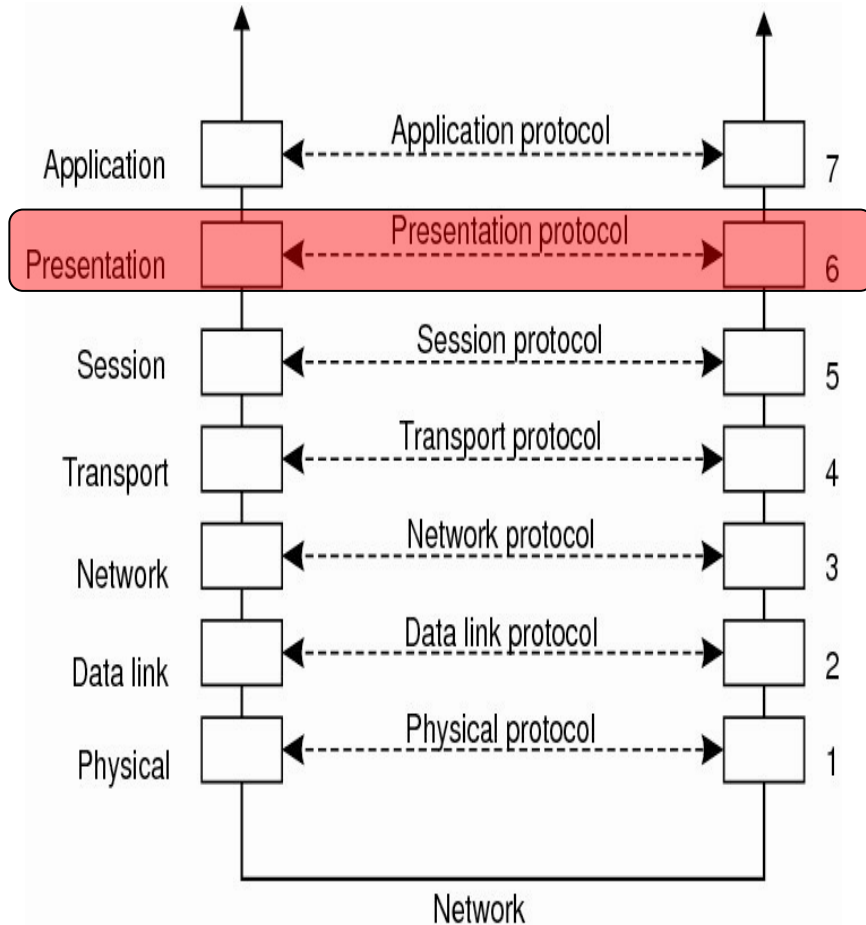 Application protocol
Application
7
Presentation protocol
Presentation
6
Session protocol
Session
5
Transport protocol
Transport
4
Network protocol
Network
3
Data link protocol
Data link
2
Physical protocol
Physical
1
Network